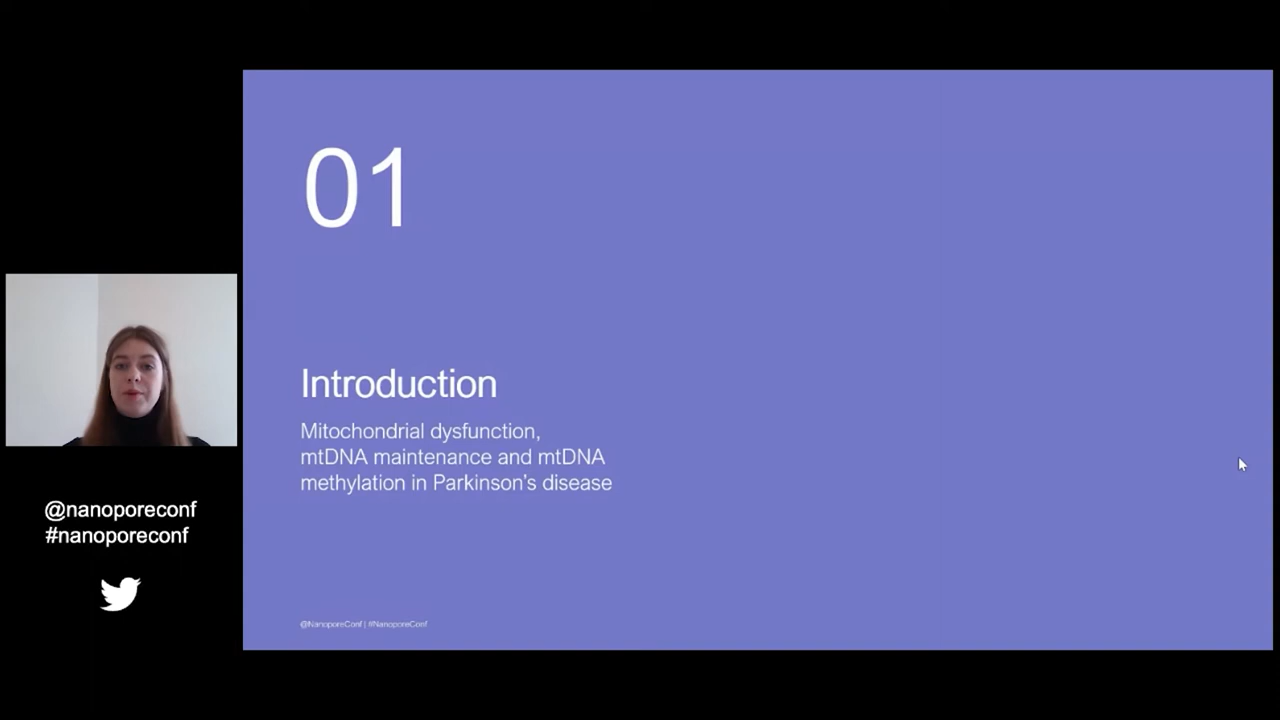 01
Introduction
Mitochondrial dysfunction,
mtDNA maintenance and mtDNA
methylation in Parkinson's disease
@NanoporeConf | #NanoporeConf
@nanoporeconf
#nanoporeconf